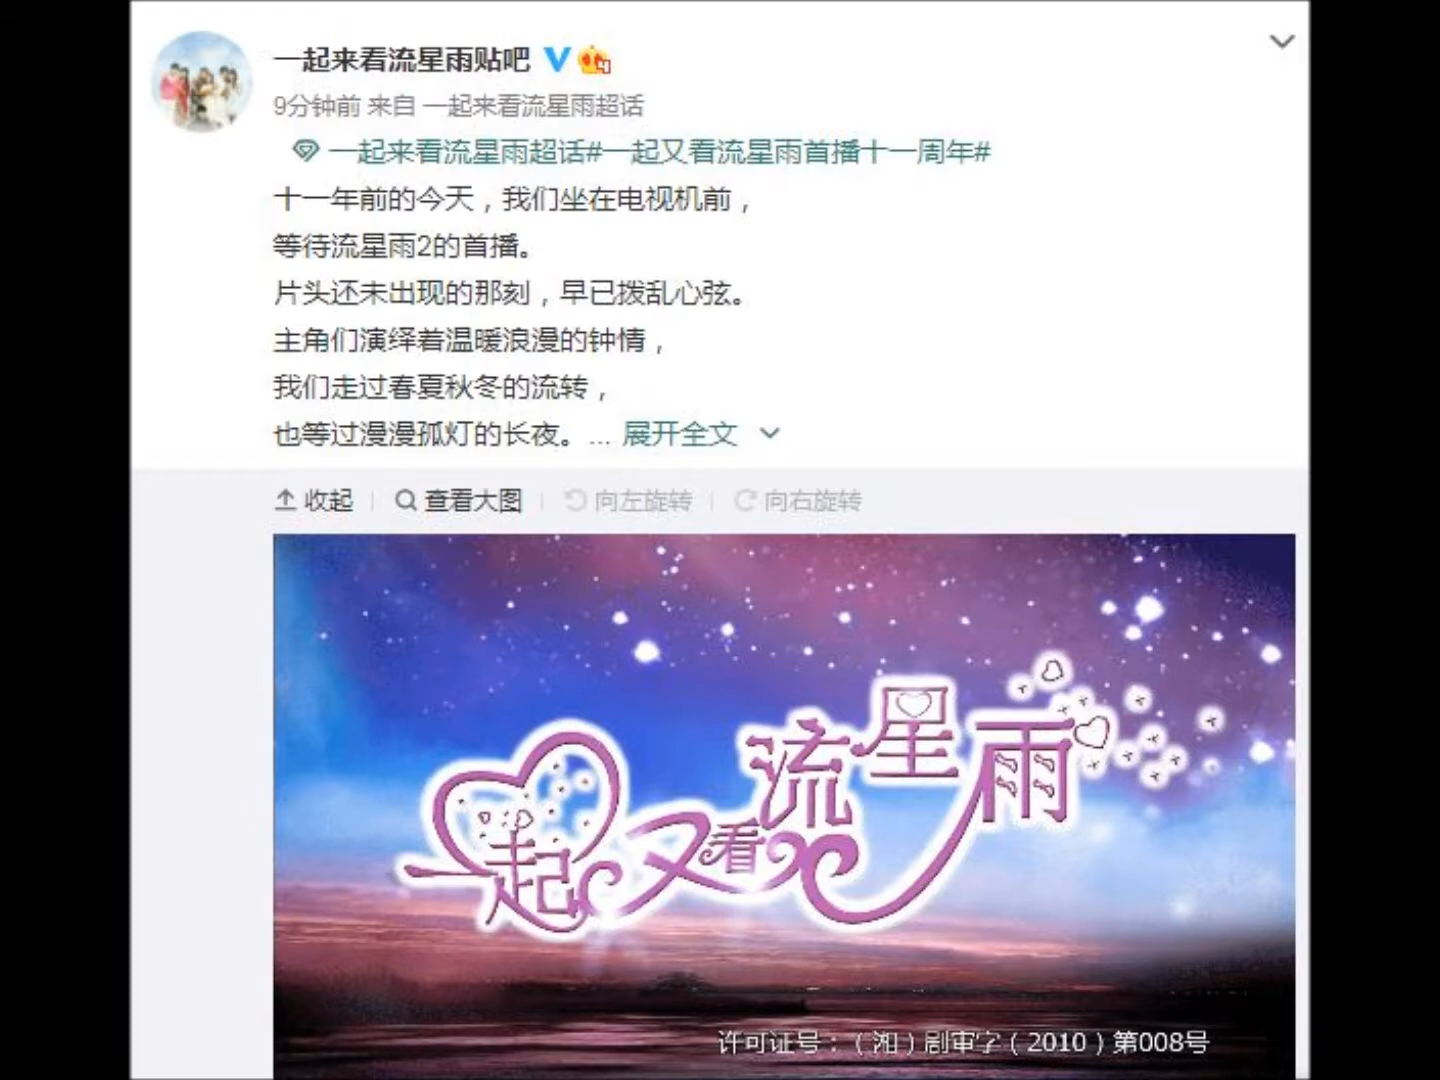 一起来看流星雨贴吧
9分钟前 来自 一起来看流星雨超话
一起来看流星雨超话#一起又看流星雨首播十一周年#
十一年前的今天，我们坐在电视机前，
等待流星雨2的首播。
片头还未出现的那刻，早已拨乱心弦。
主角们演绎着温暖浪漫的钟情，
我们走过春夏秋冬的流转，
也等过漫漫孤灯的长夜。... 展开全文
收起 查看大图 向左旋转 向右旋转
一起又看流星雨
许可证号：（湘）剧审字（2010）第008号